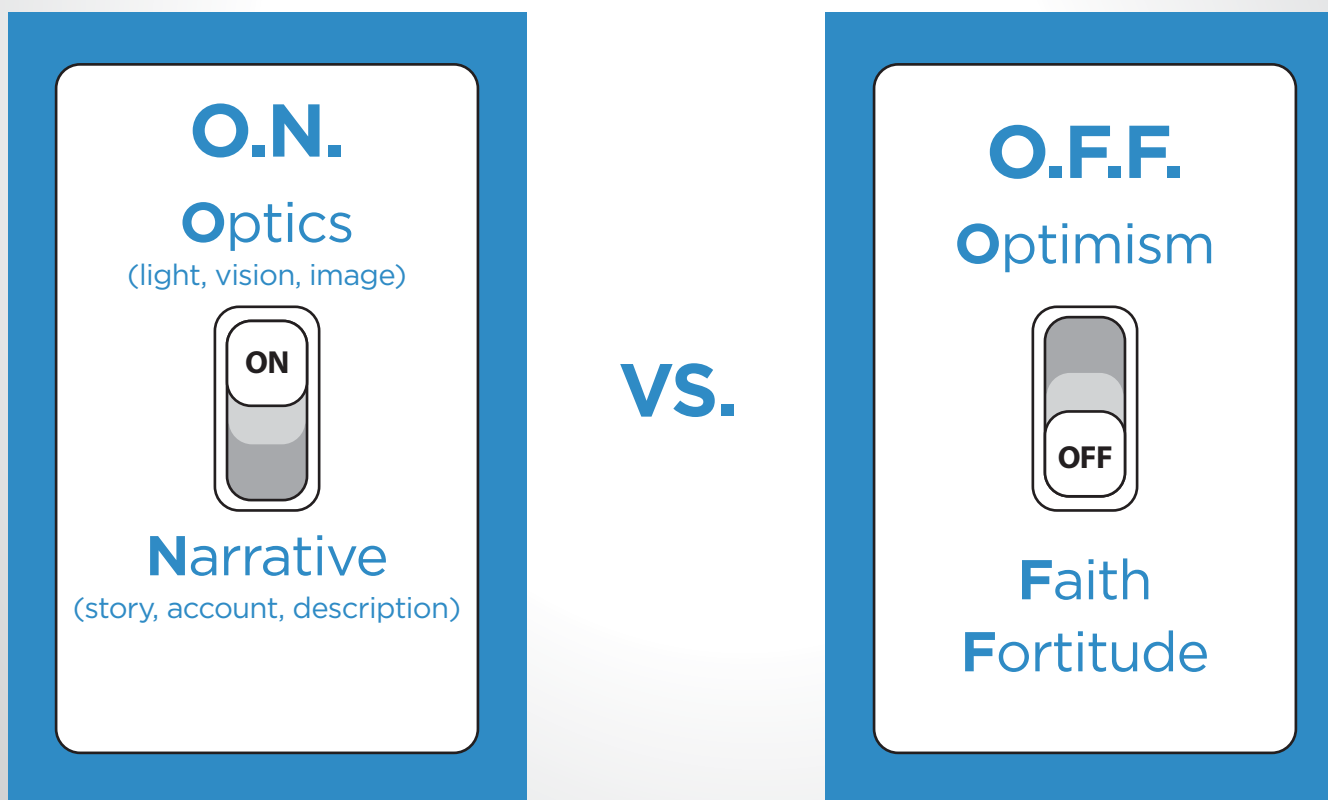 O.N.
Optics
(light, vision, image)
ON
Narrative
(story, account, description)
VS.
O.F.F.
Optimism
OFF
Faith
Fortitude